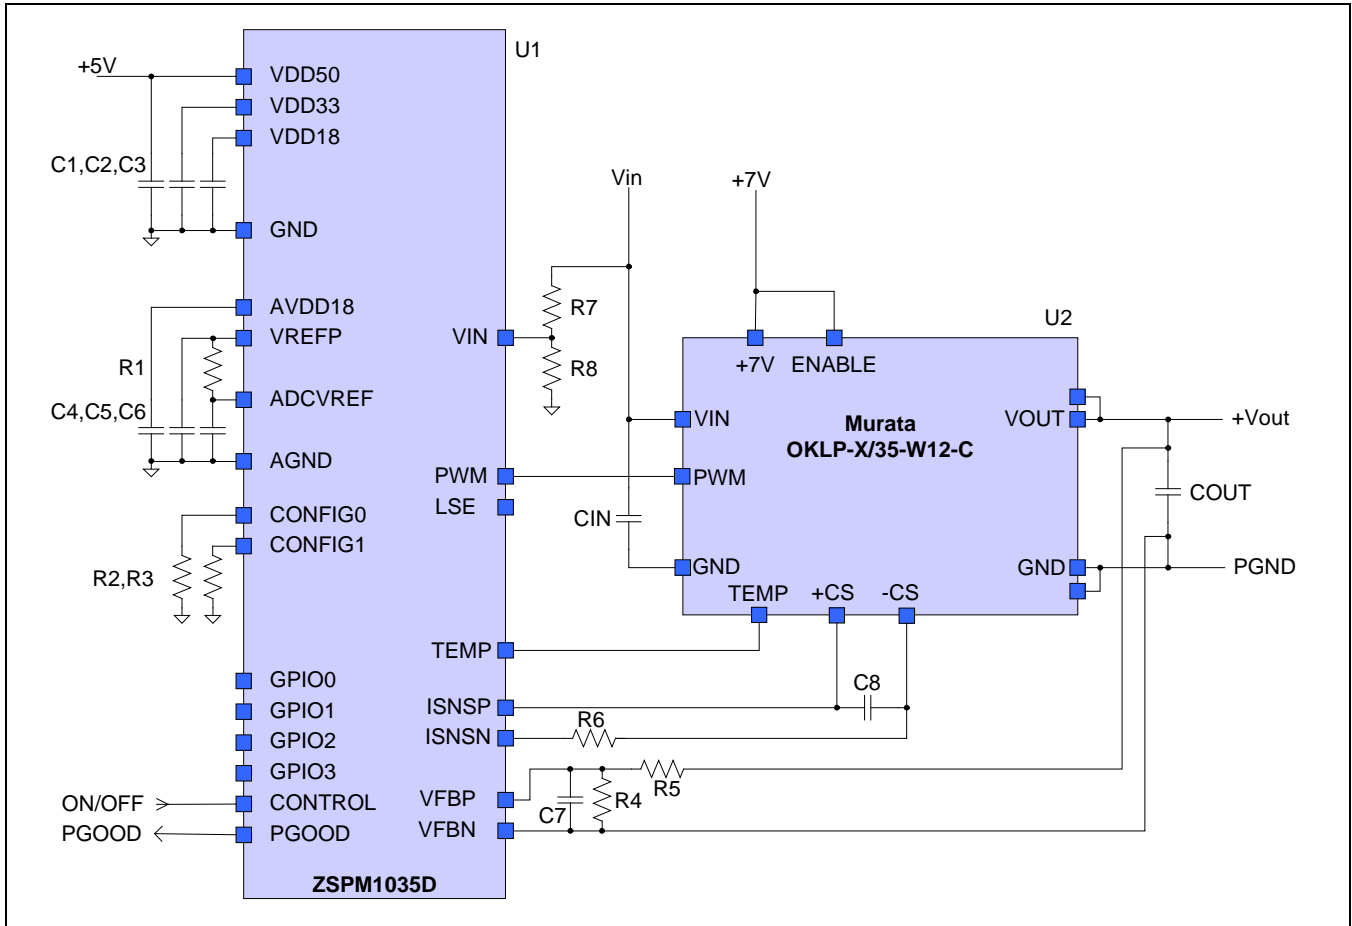 U1
+5V
VDD50
VDD33
VDD18
C1,C2,C3
GND
AVDD18
VREFP
R1
ADCVREF
C4,C5,C6
AGND
CONFIG0
CONFIG1
R2,R3
GPIO0
GPIO1
GPIO2
GPIO3
ON/OFF
CONTROL
PGOOD
PGOOD
VIN
PWM
LSE
TEMP
ISNSP
ISNSN
VFBP
VFBN
ZSPM1035D
Vin
+7V
R7
R8
CIN
U2
+7V
ENABLE
VIN
Murata
OKLP-X/35-W12-C
VOUT
+Vout
PWM
COUT
GND
GND
PGND
TEMP
+CS
-CS
C8
R6
R5
C7
R4